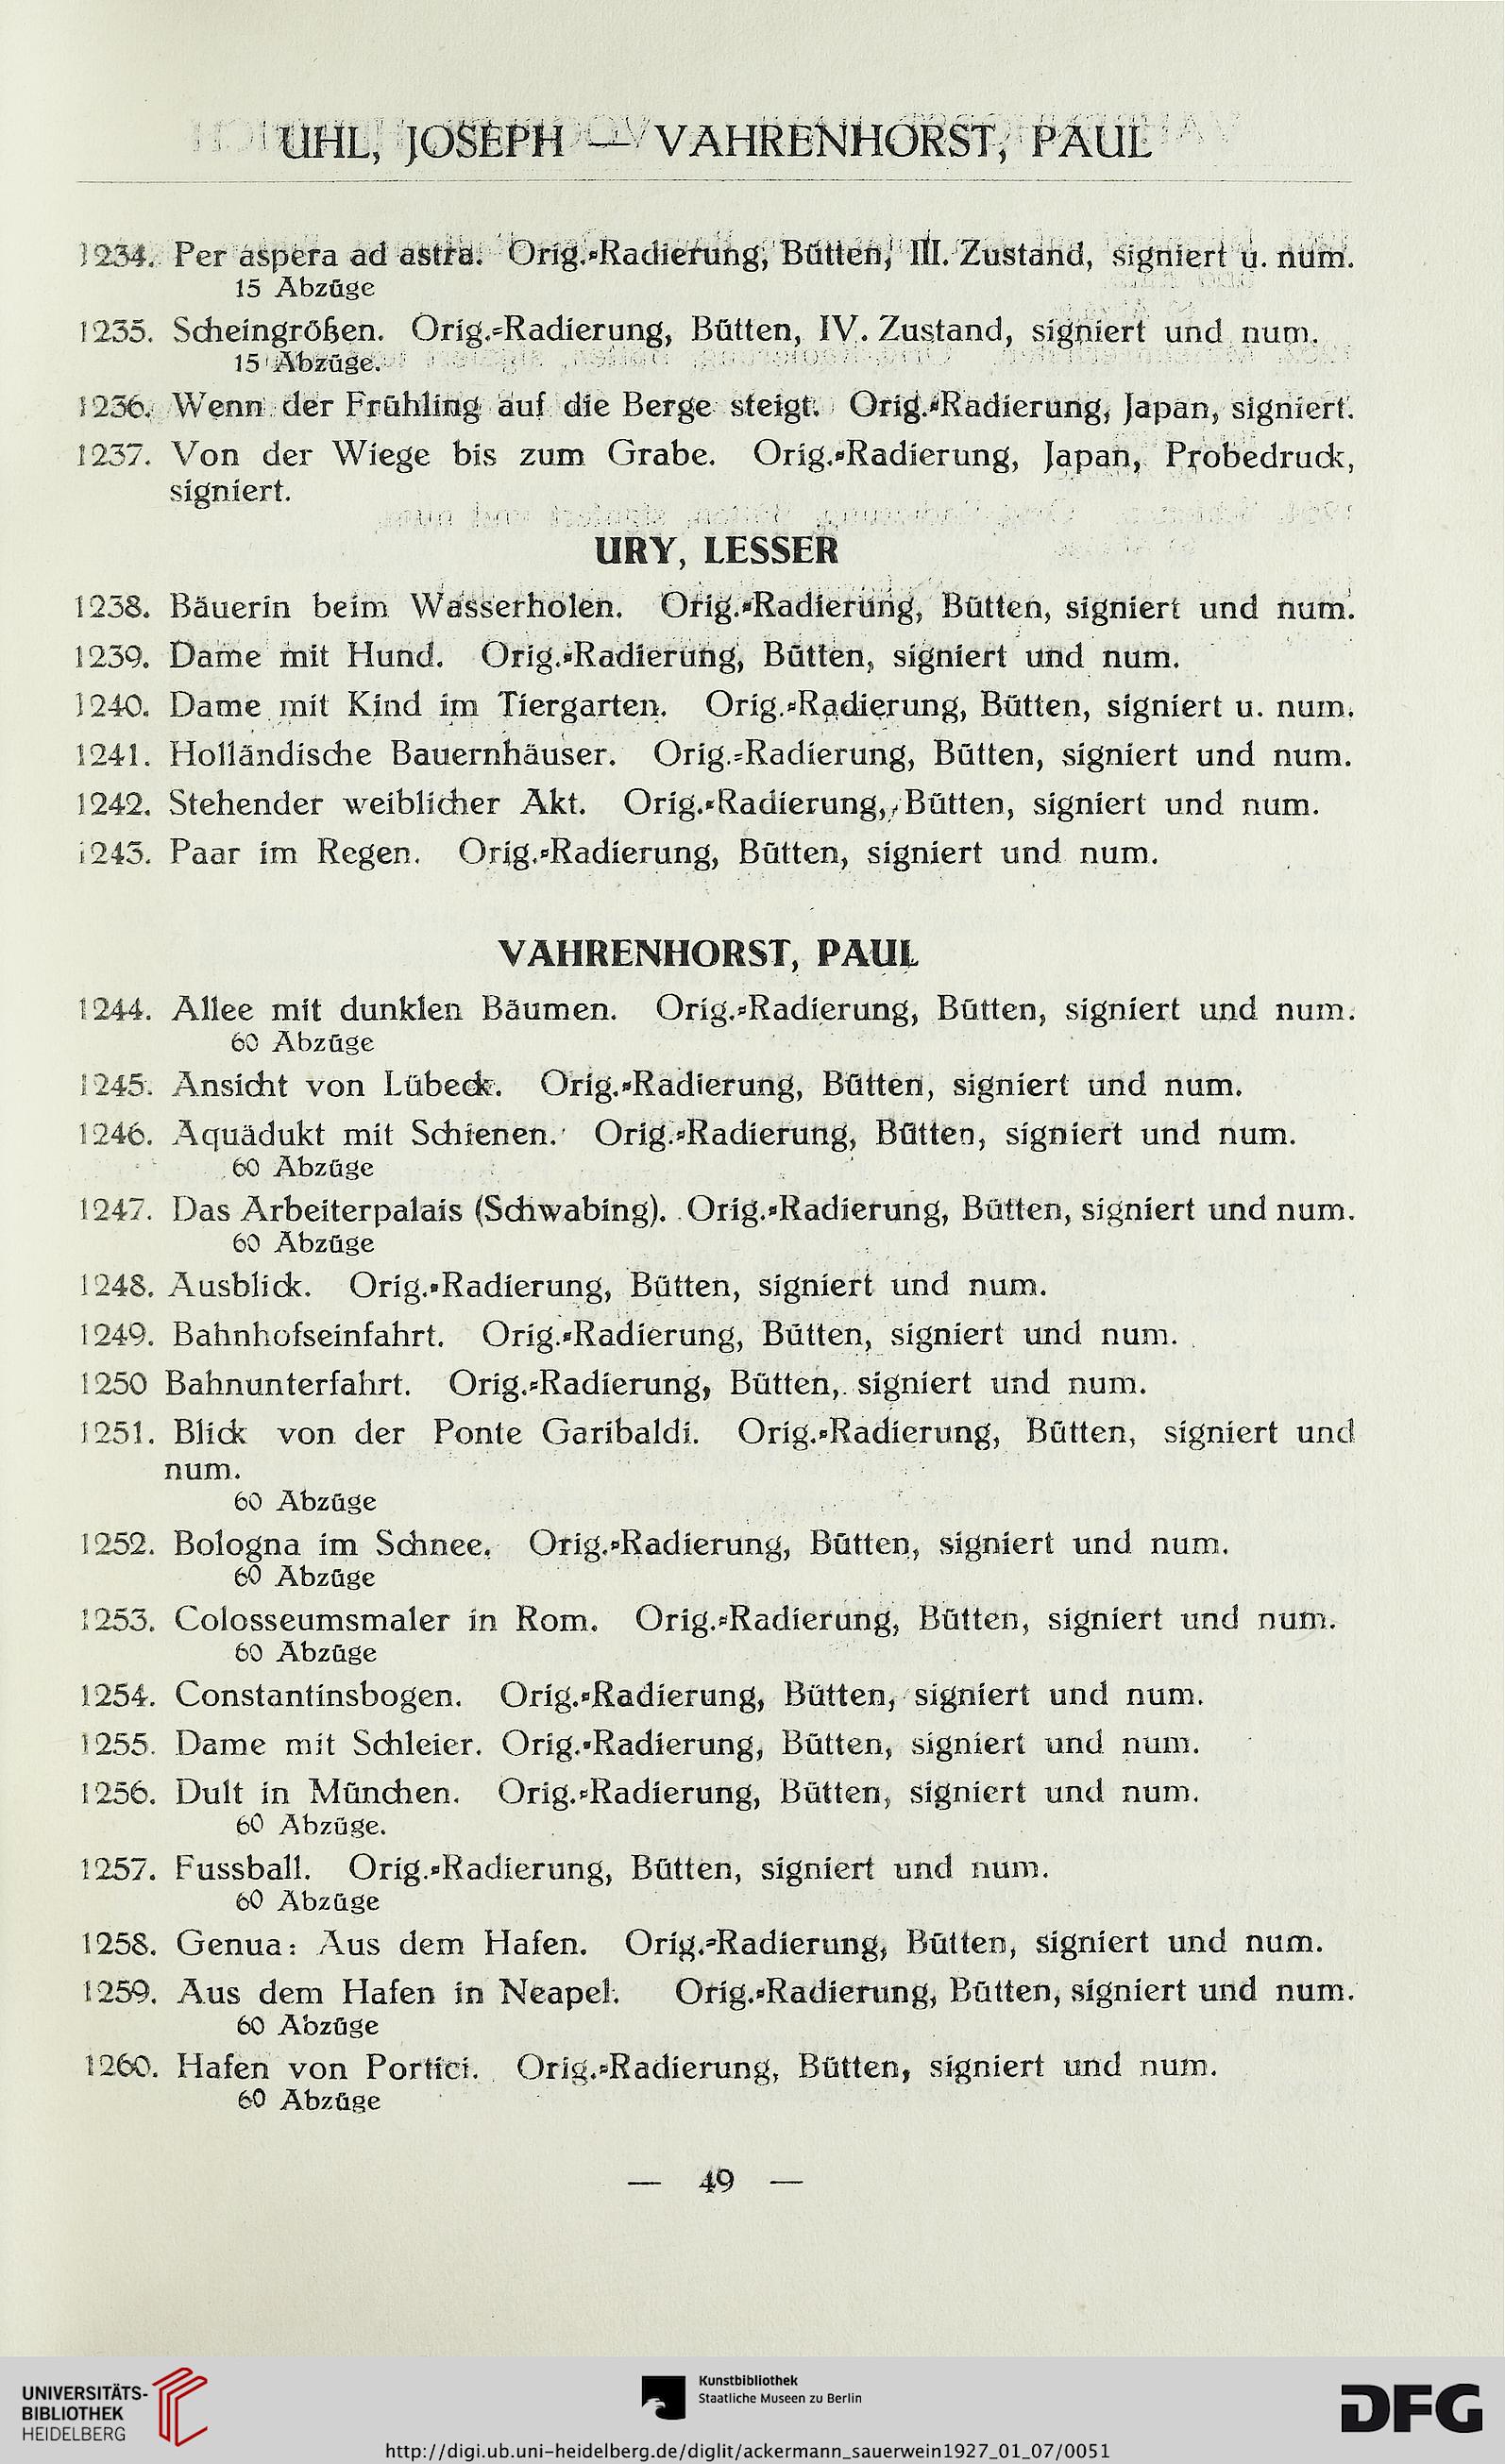 UHL, JOSEPH — VAHRENHORST, PAUL
1234. Per aspera ad astra. Orig.-Radierung, Bütten, III. Zustand, signiert u. num.
15 Abzüge
1235. Scheingrößen. Orig.-Radierung, Bütten, IV. Zustand, signiert und num.
15 Abzüge.
1236. Wenn der Frühling auf die Berge steigt. Orig.-Radierung, Japan, signiert.
1237. Von der Wiege bis zum Grabe. Orig.-Radierung, Japan, Probedruck,
signiert.
URY, LESSER
1238. Bäuerin beim Wasserholen. Orig.-Radierung, Bütten, signiert und num.
1239. Dame mit Hund. Orig.-Radierung, Bütten, signiert und num.
1240. Dame mit Kind im Tiergarten. Orig.-Radierung, Bütten, signiert u. num.
1241. Holländische Bauernhäuser. Orig.-Radierung, Bütten, signiert und num.
1242. Stehender weiblicher Akt. Orig.-Radierung, Bütten, signiert und num.
1243. Paar im Regen. Orig.-Radierung, Bütten, signiert und num.
VAHRENHORST, PAUL
1244. Allee mit dunklen Bäumen. Orig.-Radierung, Bütten, signiert und num.
60 Abzüge
1245. Ansicht von Lübeck. Orig.-Radierung, Bütten, signiert und num.
1246. Aquädukt mit Schienen. Orig.-Radierung, Bütten, signiert und num.
60 Abzüge
1247. Das Arbeiterpalais (Schwabing). Orig.-Radierung, Bütten, signiert und num.
60 Abzüge
1248. Ausblick. Orig.-Radierung, Bütten, signiert und num.
1249. Bahnhofseinfahrt. Orig.-Radierung, Bütten, signiert und num.
1250 Bahnunterfahrt. Orig.-Radierung, Bütten, signiert und num.
1251. Blick von der Ponte Garibaldi. Orig.-Radierung, Bütten, signiert und
num.
60 Abzüge
1252. Bologna im Schnee. Orig.-Radierung, Bütten, signiert und num.
60 Abzüge
1253. Colosseumsmaler in Rom. Orig.-Radierung, Bütten, signiert und num.
60 Abzüge
1254. Constantinsbogen. Orig.-Radierung, Bütten, signiert und num.
1255. Dame mit Schleier. Orig.-Radierung, Bütten, signiert und num.
1256. Dult in München. Orig.-Radierung, Bütten, signiert und num.
60 Abzüge.
1257. Fussball. Orig.-Radierung, Bütten, signiert und num.
60 Abzüge
1258. Genua: Aus dem Hafen. Orig.-Radierung, Bütten, signiert und num.
1259. Aus dem Hafen in Neapel. Orig.-Radierung, Bütten, signiert und num.
60 Abzüge
1260. Hafen von Portici. Orig.-Radierung, Bütten, signiert und num.
60 Abzüge
— 49 —
UNIVERSITÄTS-
BIBLIOTHEK
HEIDELBERG
Kunstbibliothek
Staatliche Museen zu Berlin
DFG
http://digi.ub.uni-heidelberg.de/diglit/ackermann_sauerwein1927_01_07/0051